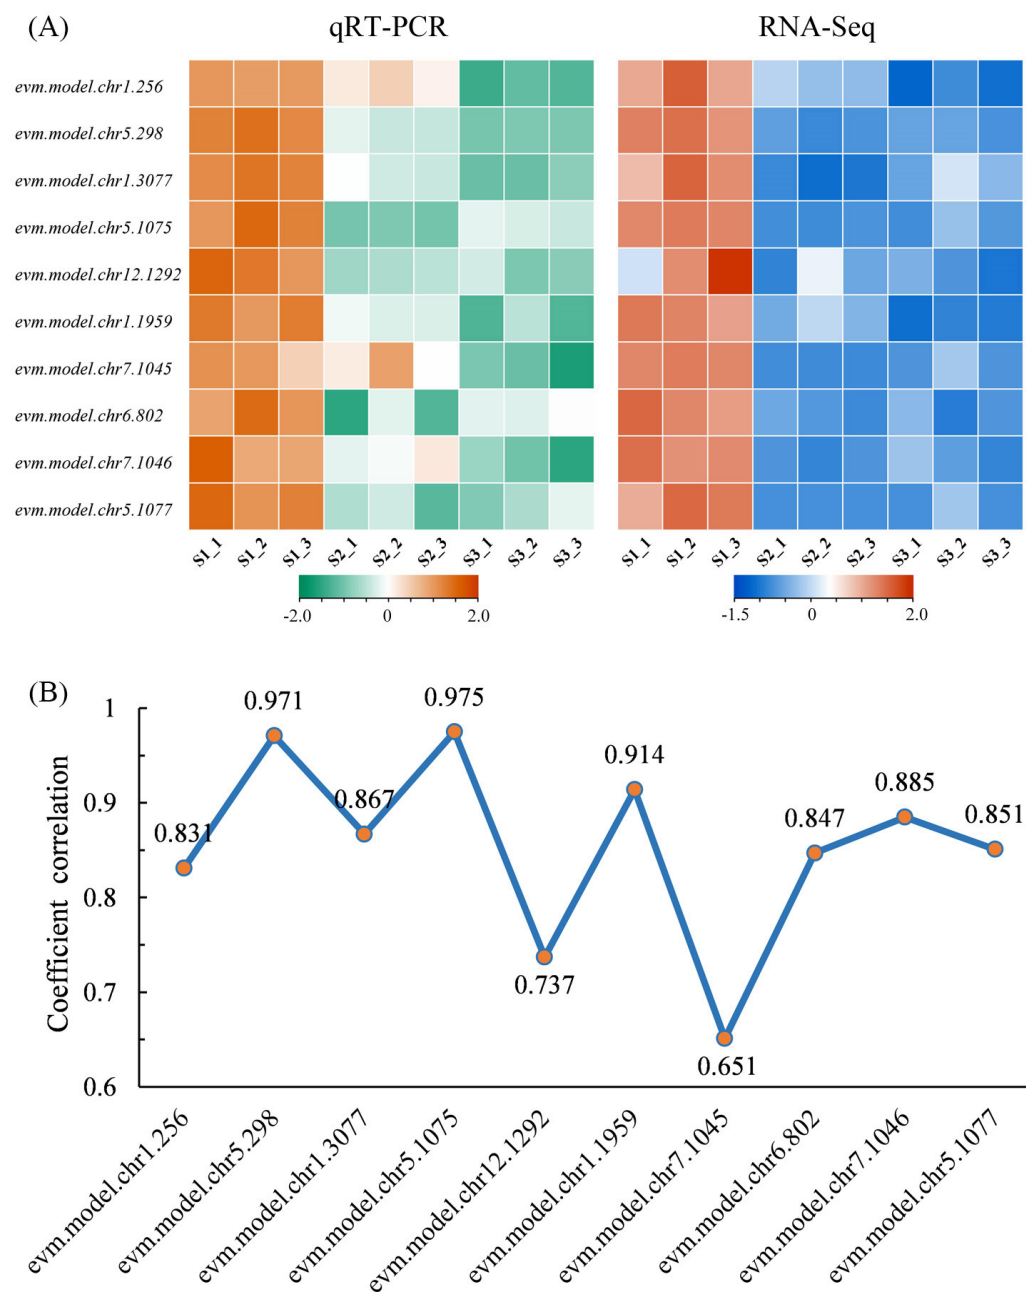 (A) qRT-PCR RNA-Seq
evm.model.chr1.256
evm.model.chr5.298
evm.model.chr1.3077
evm.model.chr5.1075
evm.model.chr12.1292
evm.model.chr1.1959
evm.model.chr7.1045
evm.model.chr6.802
evm.model.chr7.1046
evm.model.chr5.1077
S1_1 S1_2 S1_3 S2_1 S2_2 S2_3 S3_1 S3_2 S3_3 S1_1 S1_2 S1_3 S2_1 S2_2 S2_3 S3_1 S3_2 S3_3
-2.0 0 2.0 -1.5 0 2.0
(B)
Coefficient correlation
1
0.9
0.8
0.7
0.6
0.831
0.971
0.867
0.975
0.737
0.914
0.651
0.847
0.885
0.851
evm.model.chr1.256
evm.model.chr5.298
evm.model.chr1.3077
evm.model.chr5.1075
evm.model.chr12.1292
evm.model.chr1.1959
evm.model.chr7.1045
evm.model.chr6.802
evm.model.chr7.1046
evm.model.chr5.1077